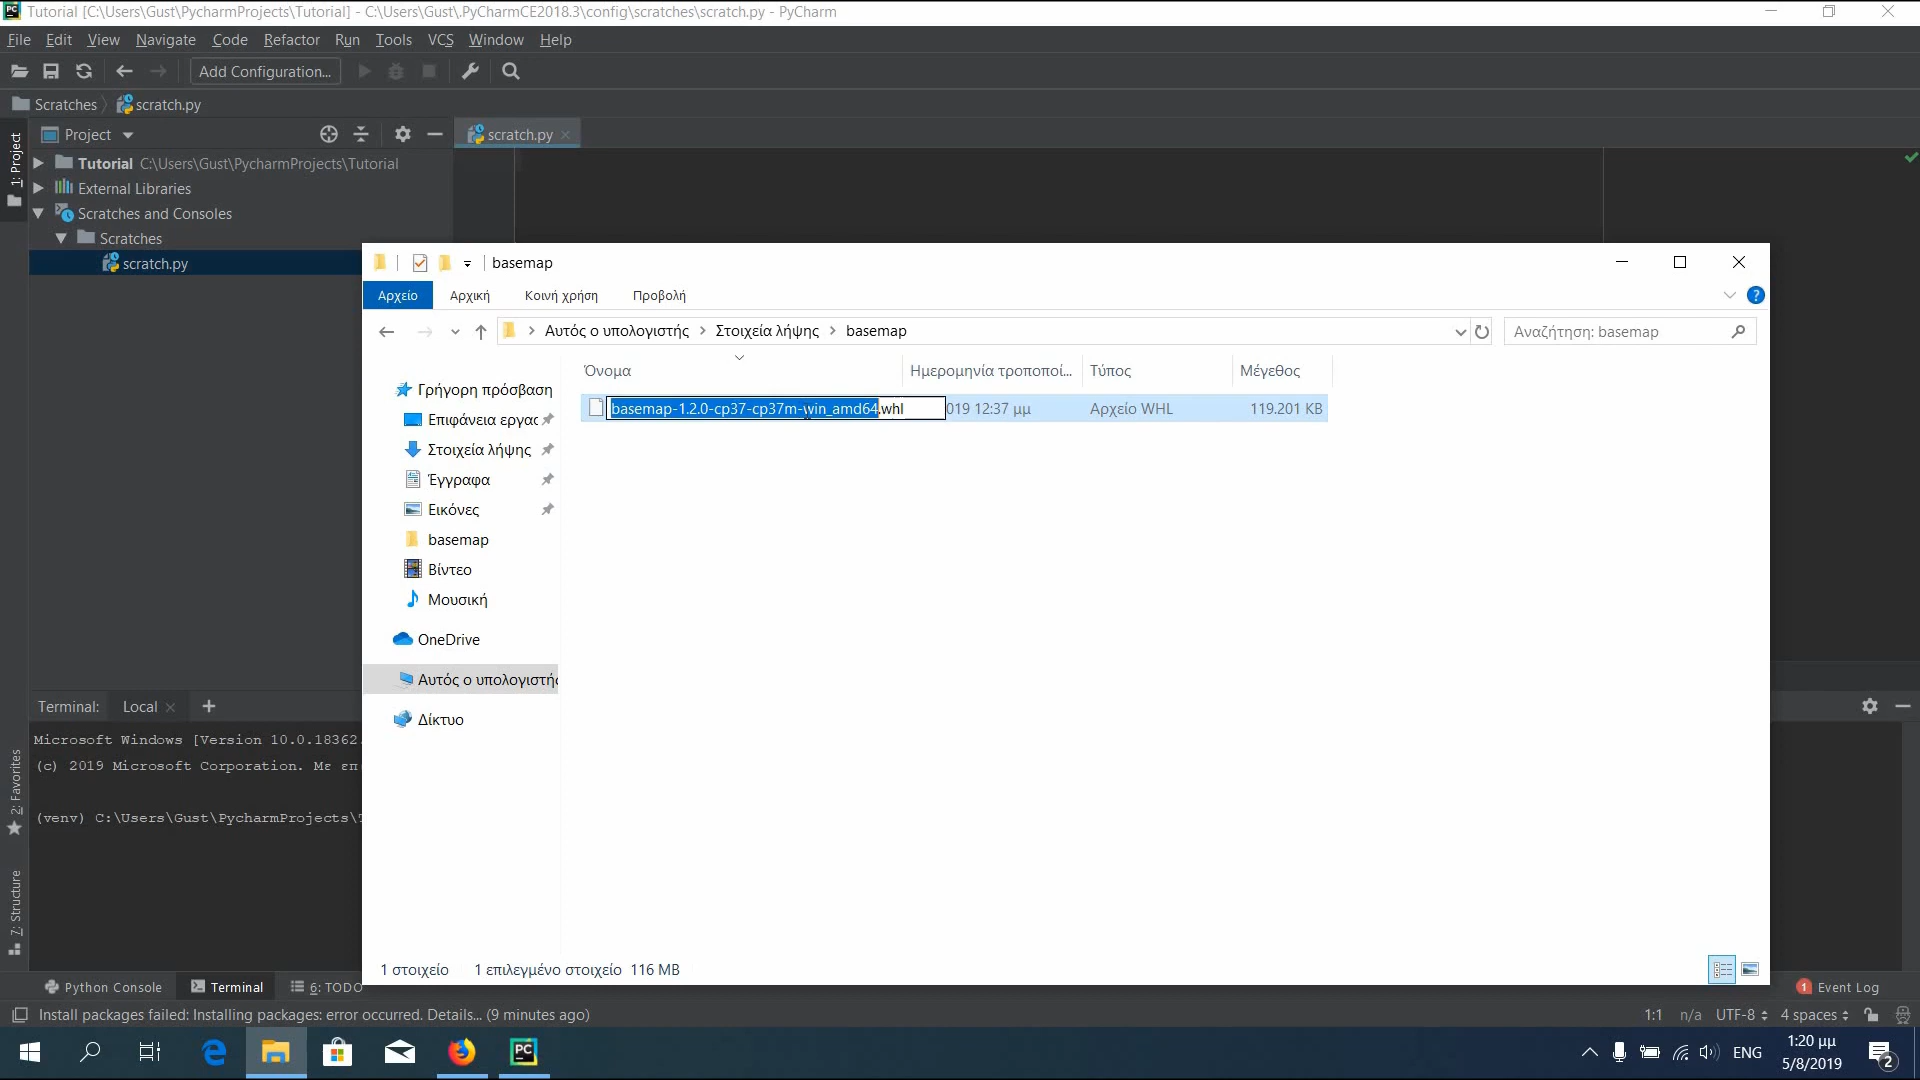 Tutorial [C:\Users\Gust\PycharmProjects\Tutorial] - C:\Users\Gust\.PyCharmCE2018.3\config\scratches\scratch.py - PyCharm
File Edit View Navigate Code Refactor Run Tools VCS Window Help
Add Configuration...
Scratches scratch.py
Project
scratch.py
1: Project
Tutorial C:\Users\Gust\PycharmProjects\Tutorial
External Libraries
Scratches and Consoles
Scratches
scratch.py
basemap
Αρχείο Αρχική Κοινή χρήση Προβολή
Αυτός ο υπολογιστής Στοιχεία λήψης basemap
Αναζήτηση: basemap
Όνομα Ημερομηνία τροποποί... Τύπος Μέγεθος
basemap-1.2.0-cp37-cp37m-win_amd64.whl 019 12:37 μμ Αρχείο WHL 119.201 KB
Γρήγορη πρόσβαση
Επιφάνεια εργας
Στοιχεία λήψης
Έγγραφα
Εικόνες
basemap
Βίντεο
Μουσική
OneDrive
Αυτός ο υπολογιστής
Δίκτυο
1 στοιχείο 1 επιλεγμένο στοιχείο 116 MB
Terminal: Local
Microsoft Windows [Version 10.0.18362.
(c) 2019 Microsoft Corporation. Με επι
(venv) C:\Users\Gust\PycharmProjects\T
2: Favorites
7: Structure
Python Console Terminal 6: TODO
1 Event Log
Install packages failed: Installing packages: error occurred. Details... (9 minutes ago)
1:1 n/a UTF-8 4 spaces
ENG
1:20 μμ
5/8/2019
2